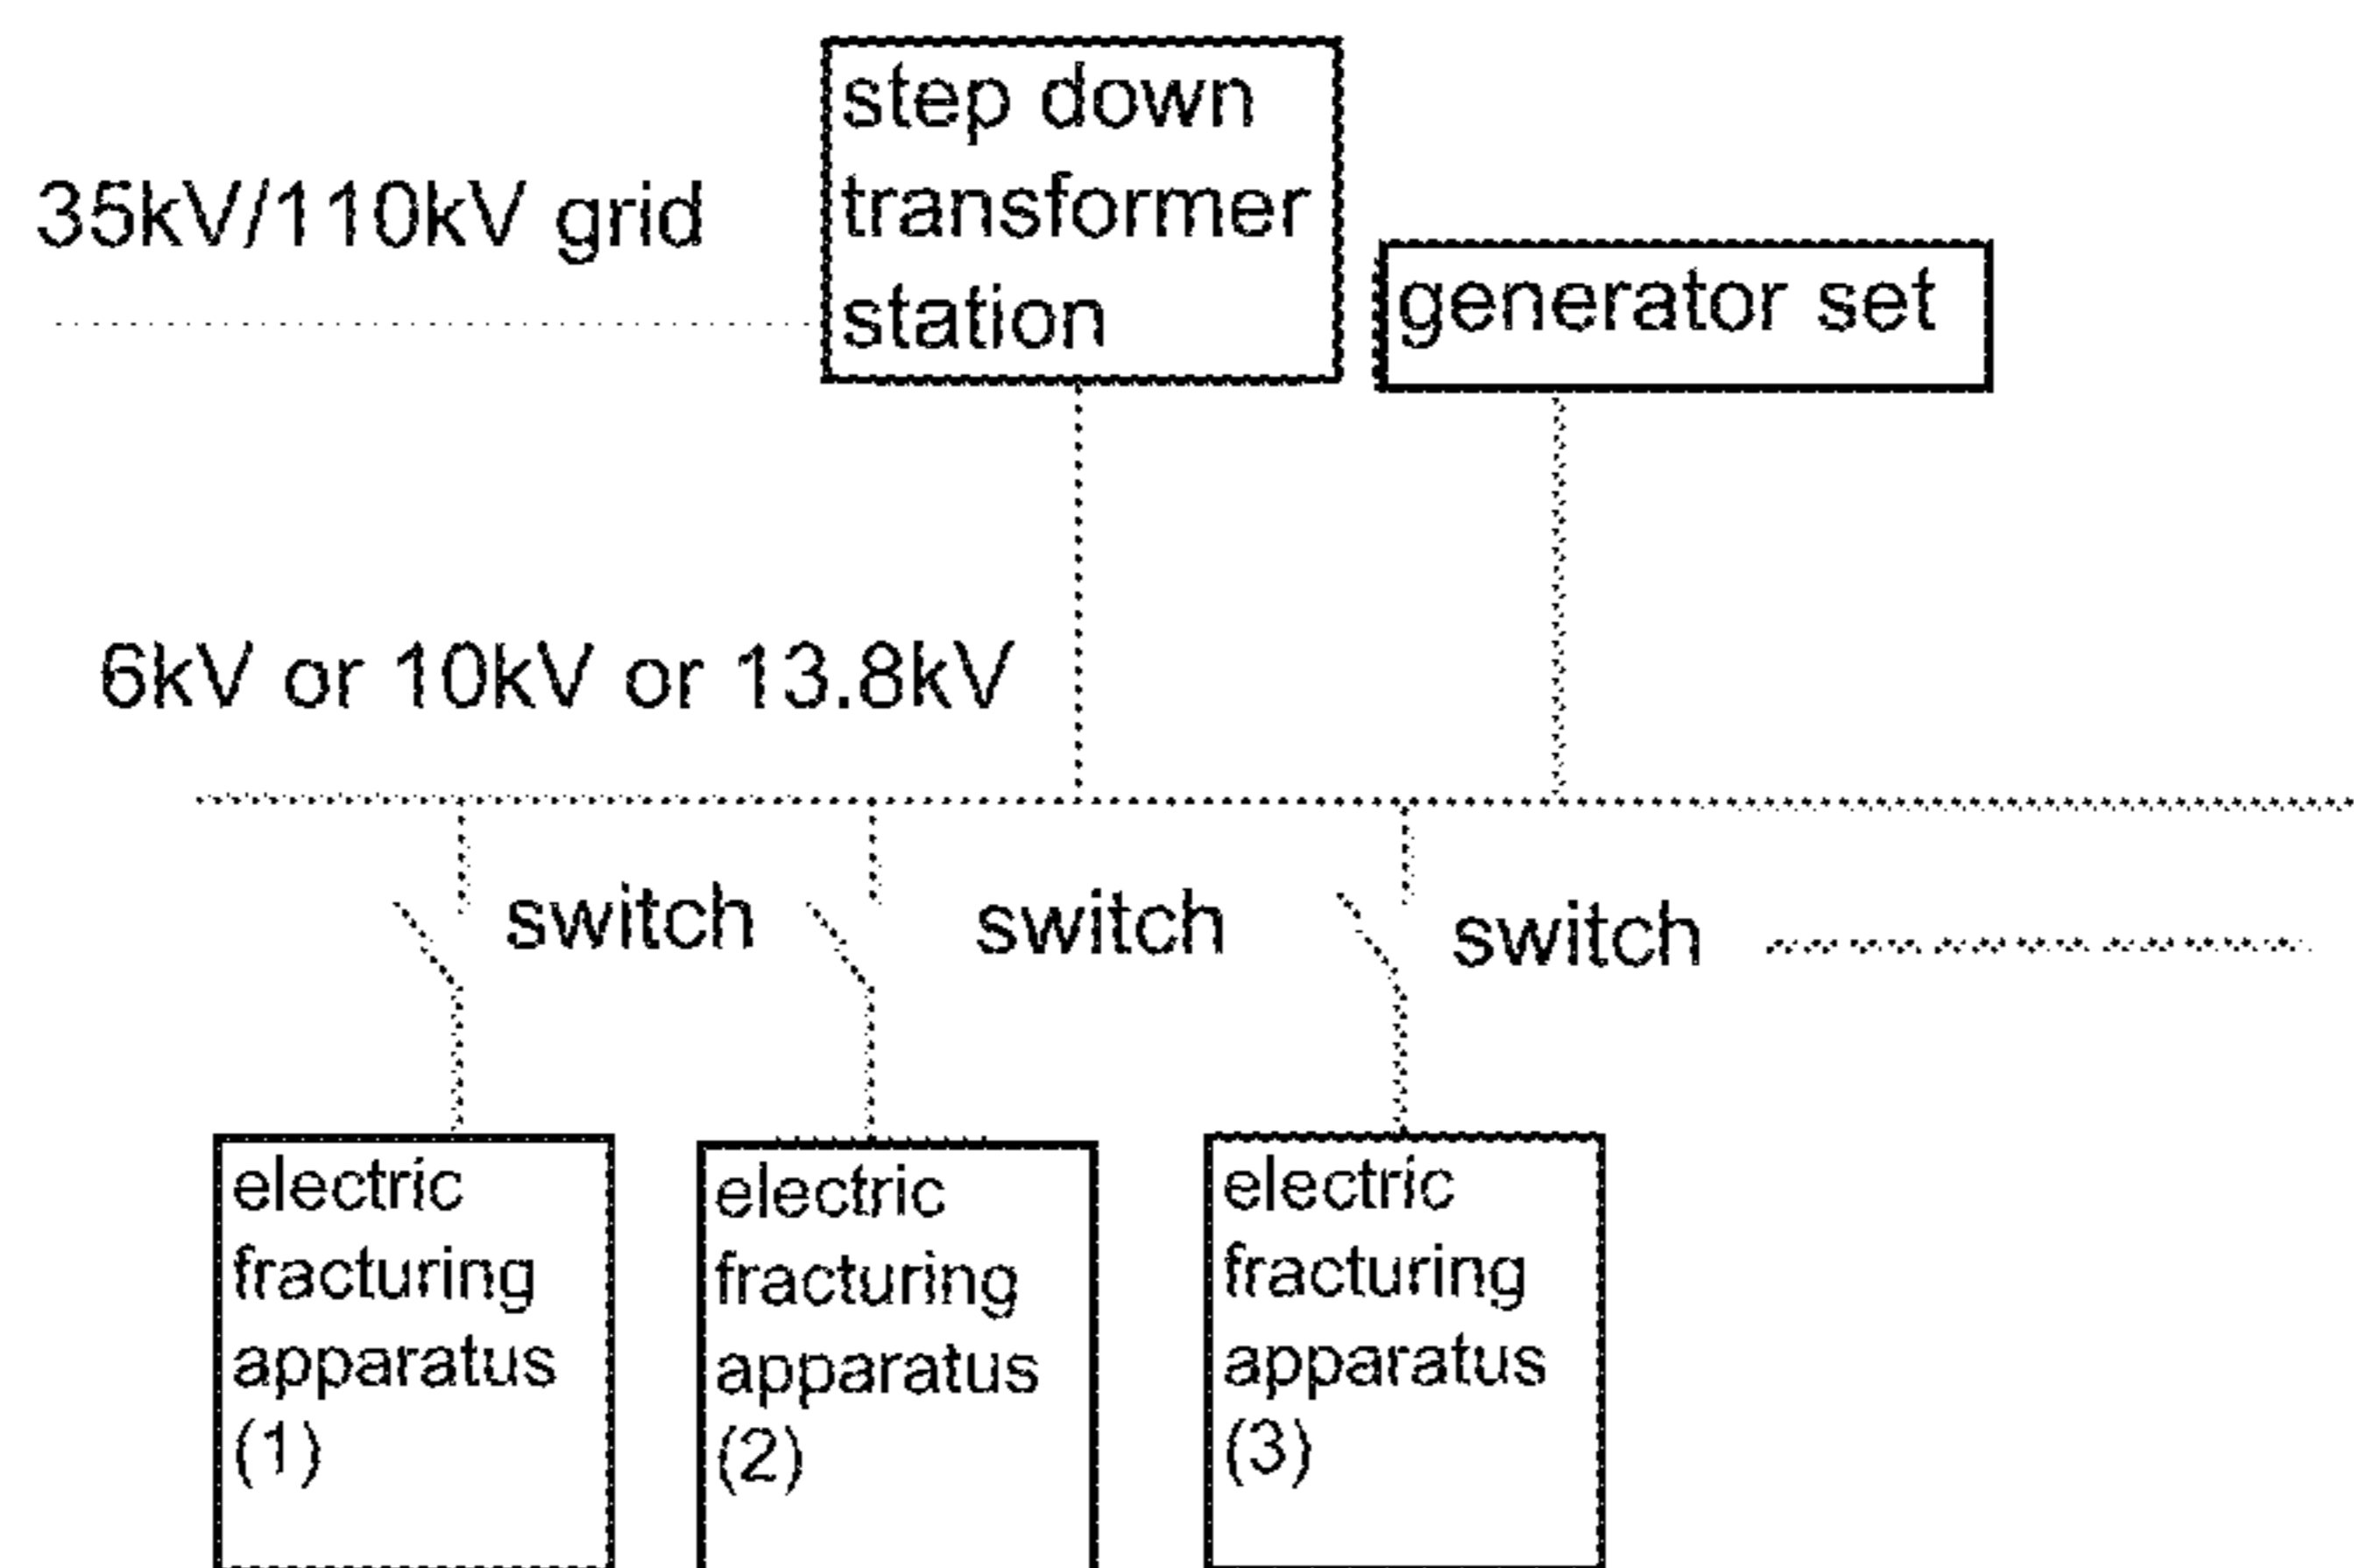 step down
transformer
station
35kV/110kV grid
generator set
6kV or 10kV or 13.8kV
switch
switch
switch
electric
fracturing
apparatus
(1)
electric
fracturing
apparatus
(2)
electric
fracturing
apparatus
(3)